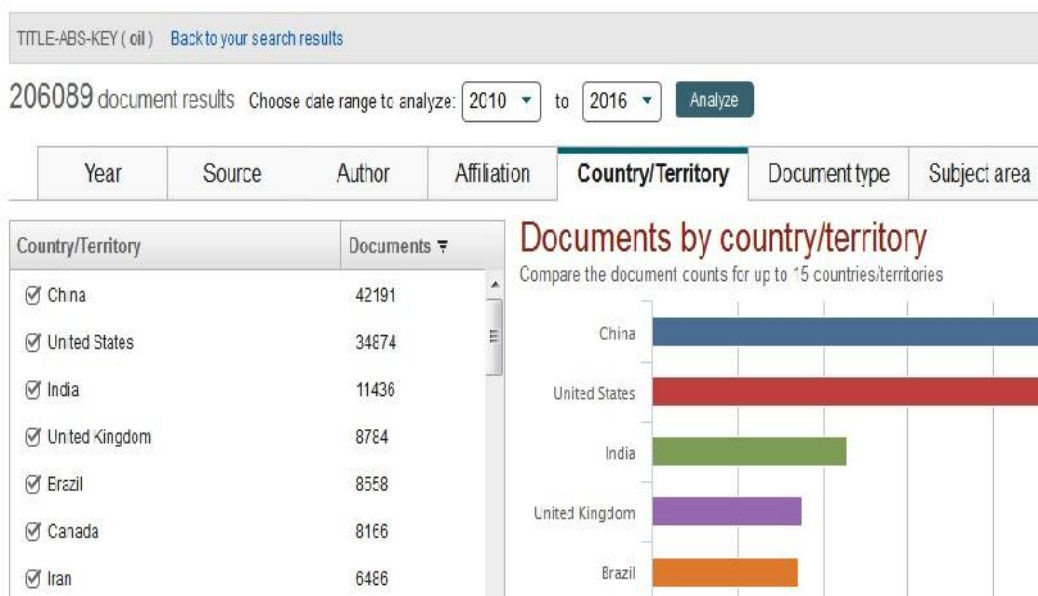 TITLE-ABS-KEY ( oil ) Back to your search results
206089 document results Choose date range to analyze: 2010 to 2016 Analyze
Year Source Author Affiliation Country/Territory Document type Subject area
Country/Territory Documents
Documents by country/territory
Compare the document counts for up to 15 countries/territories
China 42191
United States 34874
India 11436
United Kingdom 8784
Brazil 8558
Canada 8166
Iran 6486
China
United States
India
United Kingdom
Brazil